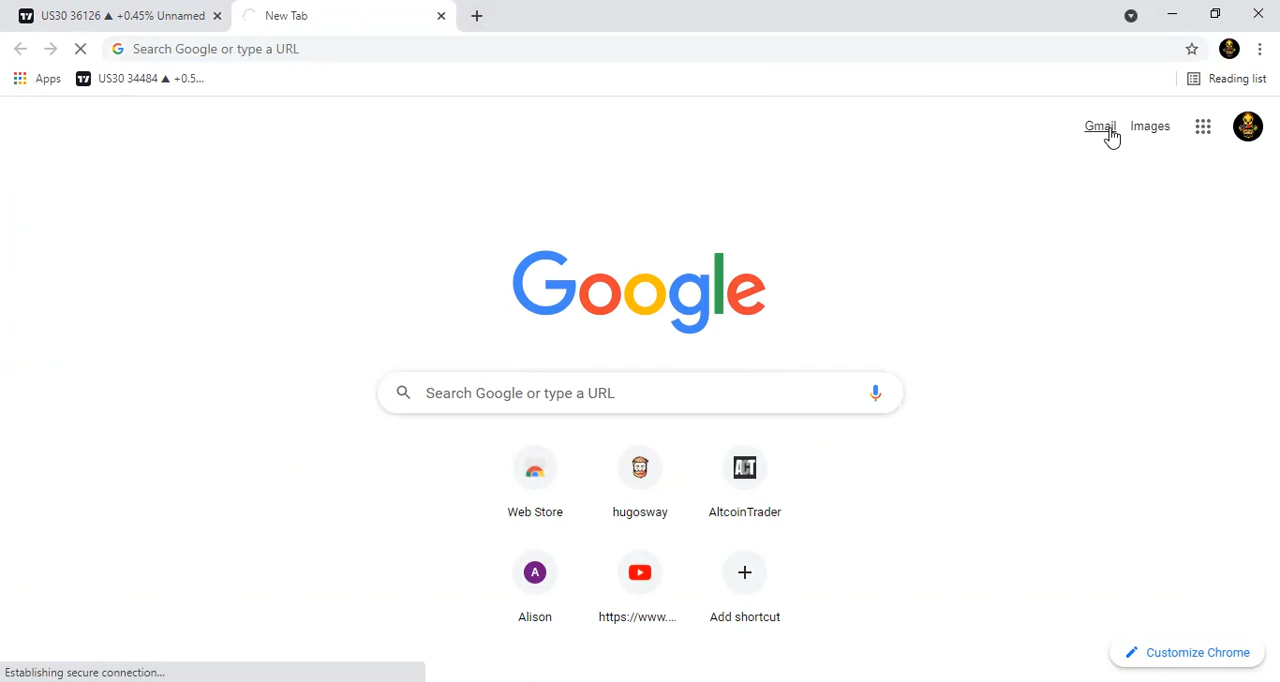 US30 36126 ▲ +0.45% Unnamed
New Tab
Search Google or type a URL
Apps
US30 34484 ▲ +0.5...
Reading list
Gmail
Images
Google
Search Google or type a URL
Web Store
hugosway
ACT
AltcoinTrader
A
Alison
https://www....
Add shortcut
Customize Chrome
Establishing secure connection...